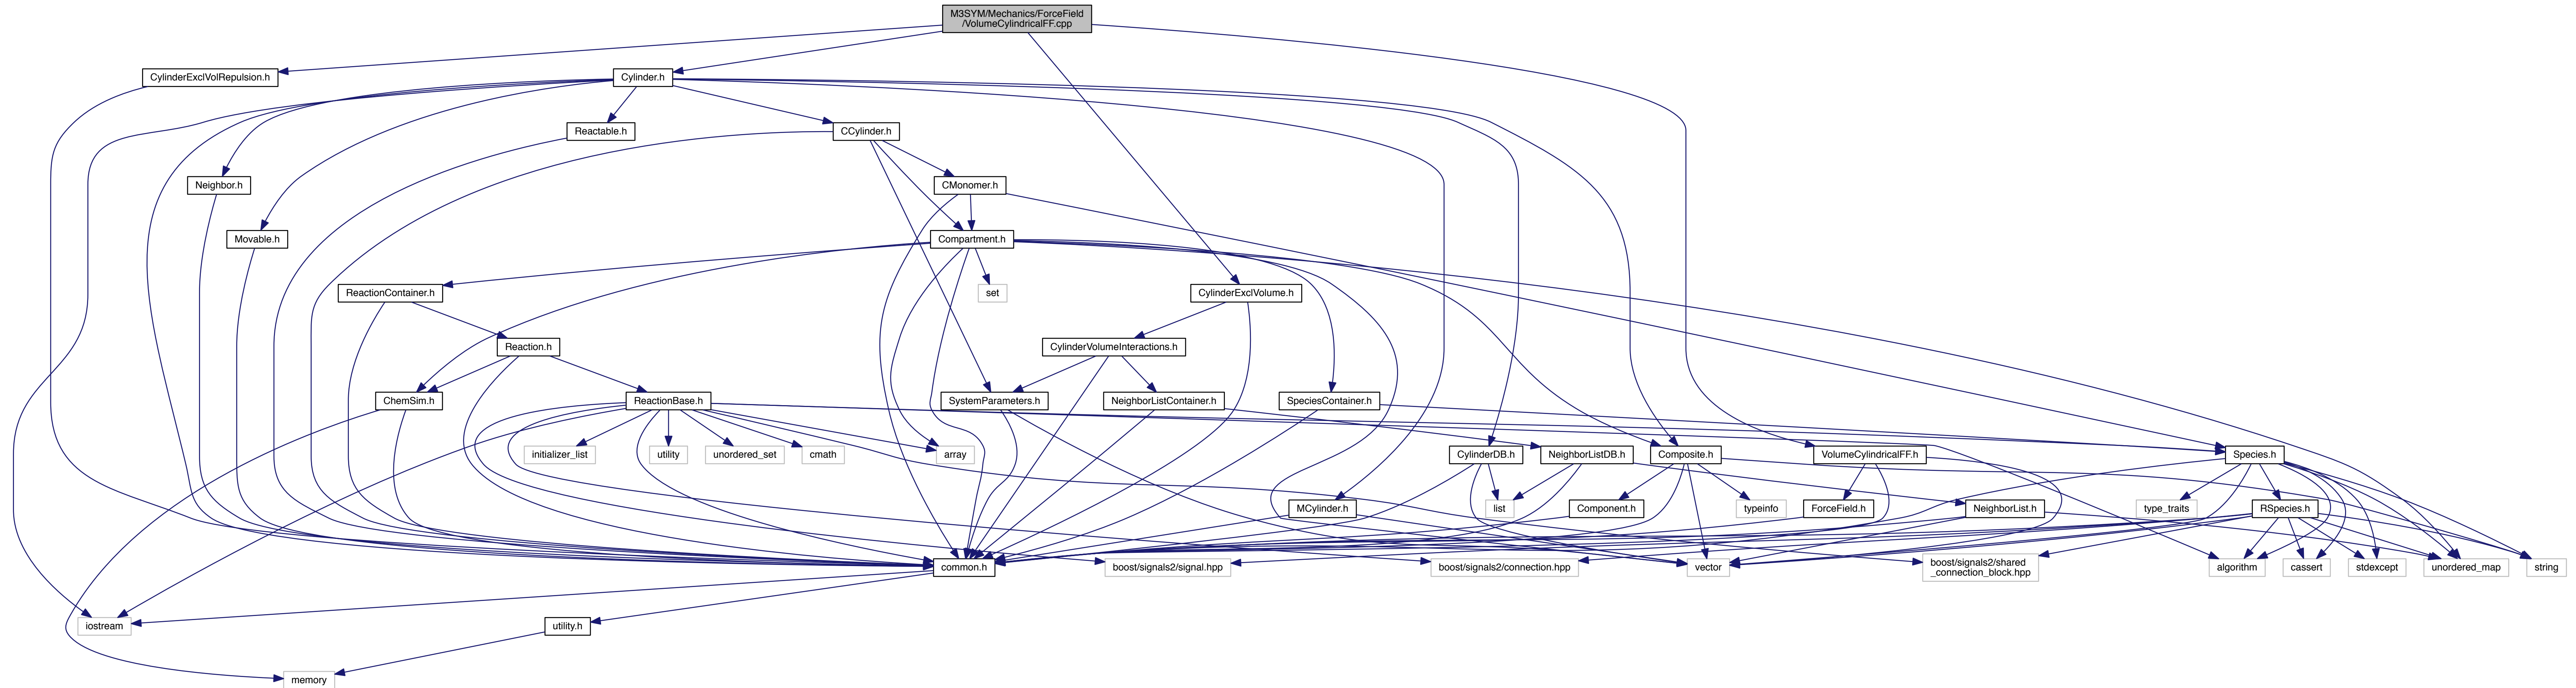 M3SYM/Mechanics/ForceField
/VolumeCylindricalFF.cpp
CylinderExclVolRepulsion.h
Cylinder.h
Reactable.h
CCylinder.h
Neighbor.h
CMonomer.h
Movable.h
Compartment.h
ReactionContainer.h
set
CylinderExclVolume.h
Reaction.h
CylinderVolumeInteractions.h
ChemSim.h
ReactionBase.h
SystemParameters.h
NeighborListContainer.h
SpeciesContainer.h
initializer_list
utility
unordered_set
cmath
array
CylinderDB.h
NeighborListDB.h
Composite.h
VolumeCylindricalFF.h
Species.h
list
MCylinder.h
Component.h
typeinfo
ForceField.h
NeighborList.h
type_traits
RSpecies.h
common.h
boost/signals2/signal.hpp
boost/signals2/connection.hpp
vector
boost/signals2/shared
_connection_block.hpp
algorithm
cassert
stdexcept
unordered_map
string
iostream
utility.h
memory